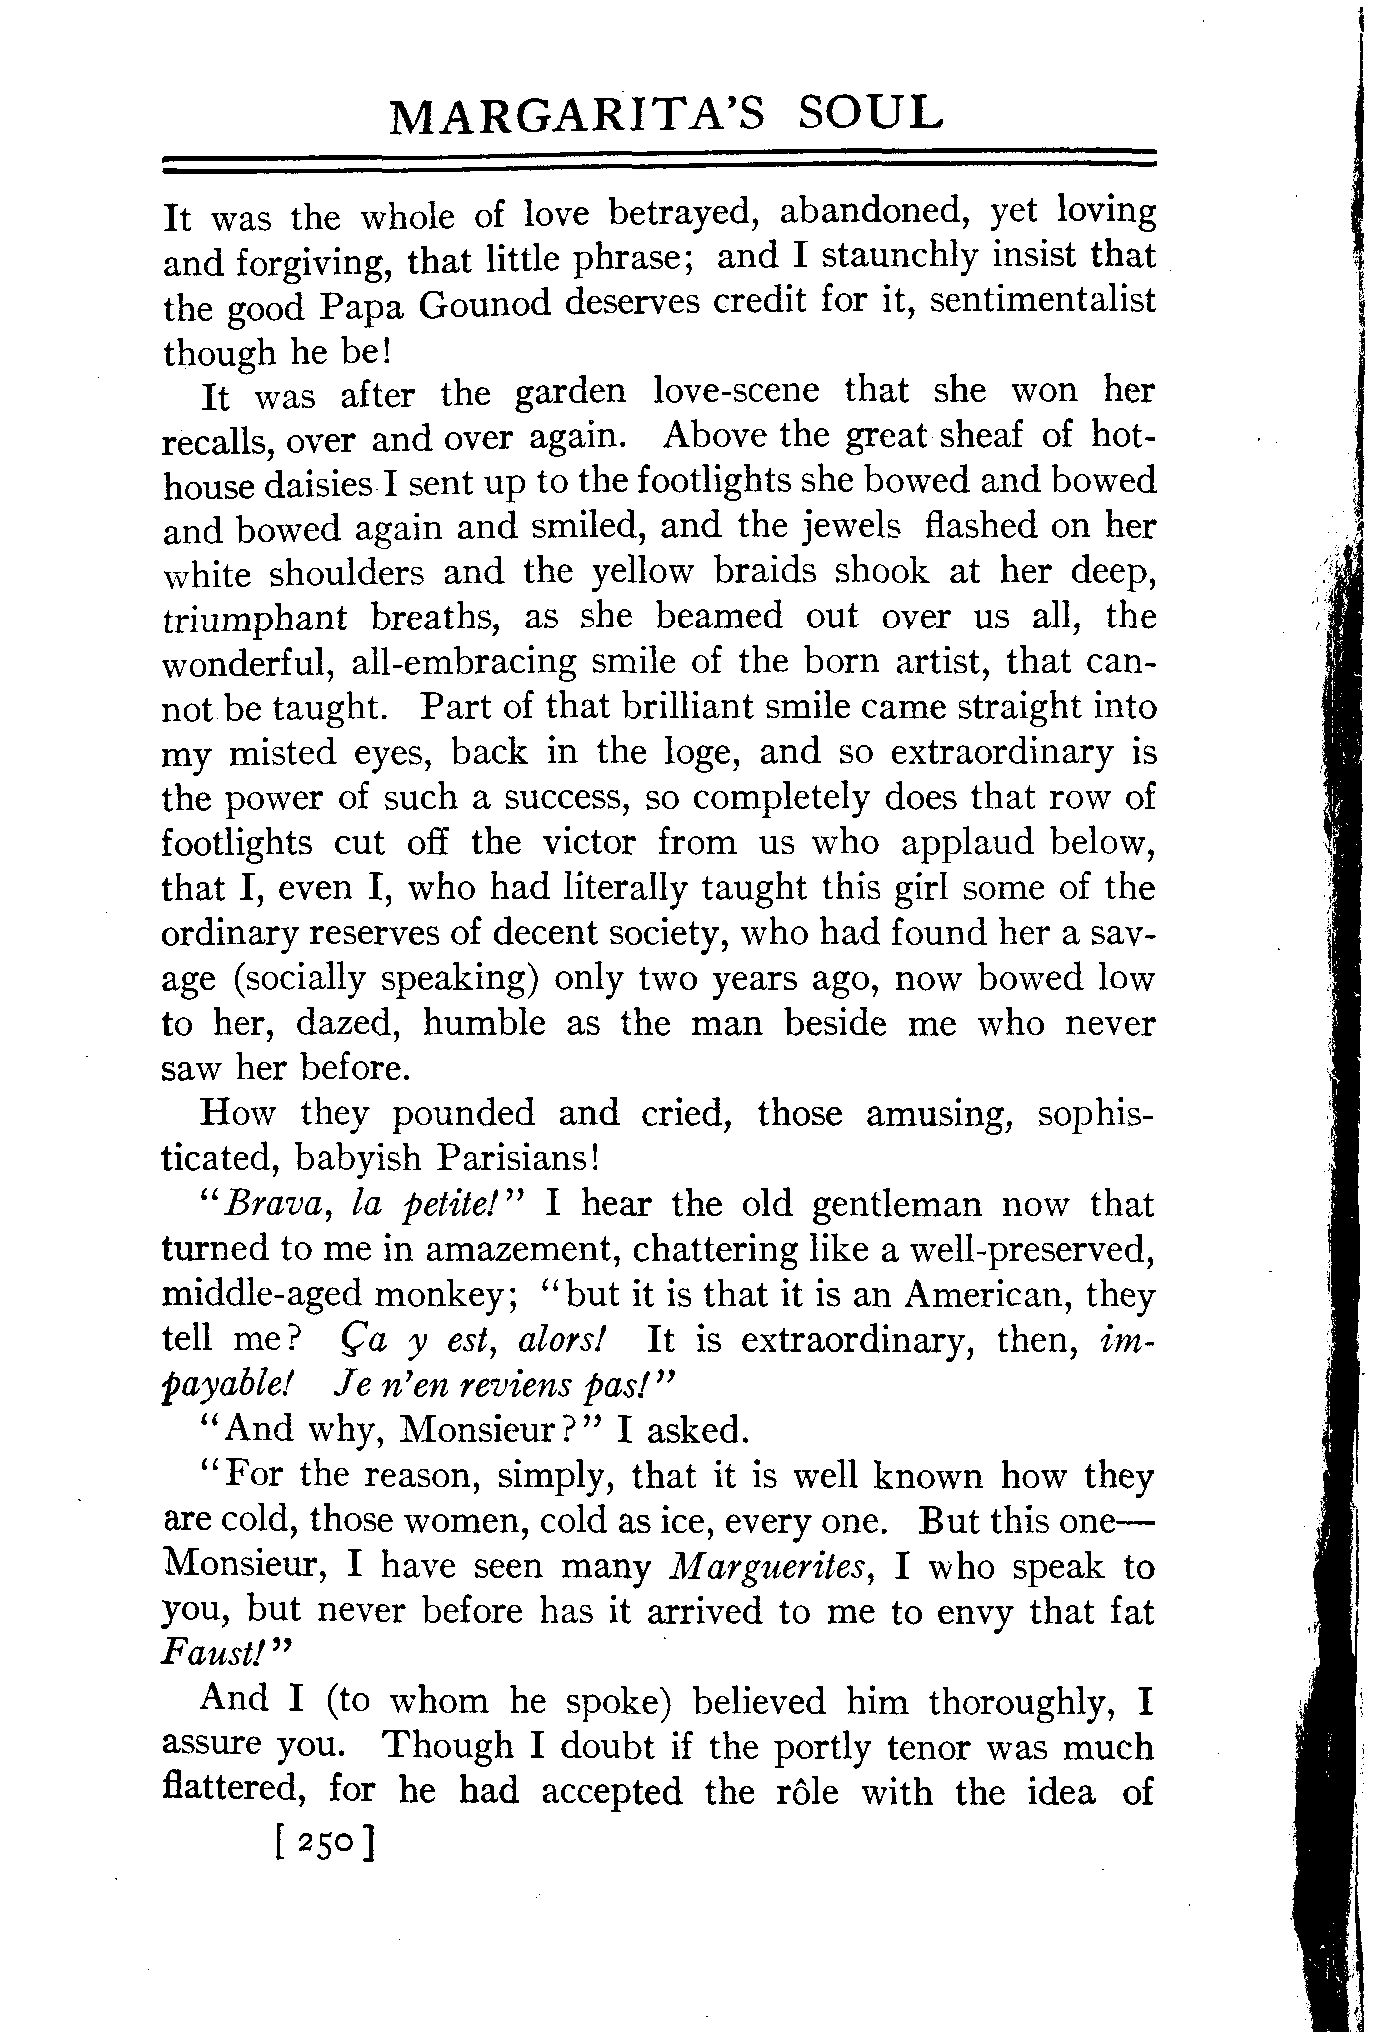 MARGARITA'S SOUL
It was the whole of love betrayed, abandoned, yet loving
and forgiving, that little phrase; and I staunchly insist that
the good Papa Gounod deserves credit for it, sentimentalist
though he be!
It was after the garden love-scene that she won her
recalls, over and over again. Above the great sheaf of hot-
house daisies I sent up to the footlights she bowed and bowed
and bowed again and smiled, and the jewels flashed on her
white shoulders and the yellow braids shook at her deep,
triumphant breaths, as she beamed out over us all, the
wonderful, all-embracing smile of the born artist, that can-
not be taught. Part of that brilliant smile came straight into
my misted eyes, back in the loge, and so extraordinary is
the power of such a success, so completely does that row of
footlights cut off the victor from us who applaud below,
that I, even I, who had literally taught this girl some of the
ordinary reserves of decent society, who had found her a sav-
age (socially speaking) only two years ago, now bowed low
to her, dazed, humble as the man beside me who never
saw her before.
How they pounded and cried, those amusing, sophis-
ticated, babyish Parisians!
"Brava, la petite!" I hear the old gentleman now that
turned to me in amazement, chattering like a well-preserved,
middle-aged monkey; "but it is that it is an American, they
tell me? Ça y est, alors! It is extraordinary, then, im-
payable! Je n'en reviens pas!"
"And why, Monsieur?" I asked.
"For the reason, simply, that it is well known how they
are cold, those women, cold as ice, every one. But this one—
Monsieur, I have seen many Marguerites, I who speak to
you, but never before has it arrived to me to envy that fat
Faust!"
And I (to whom he spoke) believed him thoroughly, I
assure you. Though I doubt if the portly tenor was much
flattered, for he had accepted the rôle with the idea of
[ 250 ]